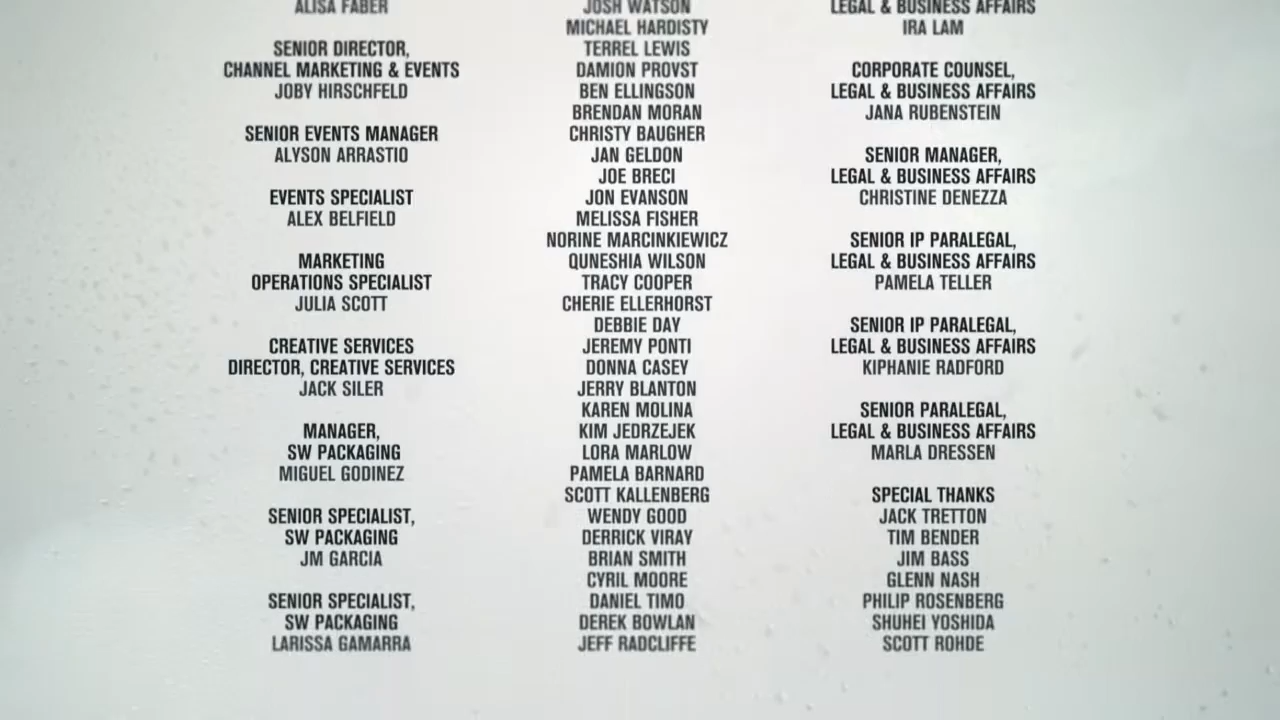 ALISA FABER
SENIOR DIRECTOR,
CHANNEL MARKETING & EVENTS
JOBY HIRSCHFELD
SENIOR EVENTS MANAGER
ALYSON ARRASTIO
EVENTS SPECIALIST
ALEX BELFIELD
MARKETING
OPERATIONS SPECIALIST
JULIA SCOTT
CREATIVE SERVICES
DIRECTOR, CREATIVE SERVICES
JACK SILER
MANAGER,
SW PACKAGING
MIGUEL GODINEZ
SENIOR SPECIALIST,
SW PACKAGING
JM GARCIA
SENIOR SPECIALIST,
SW PACKAGING
LARISSA GAMARRA
JOSH WATSON
MICHAEL HARDISTY
TERREL LEWIS
DAMION PROVST
BEN ELLINGSON
BRENDAN MORAN
CHRISTY BAUGHER
JAN GELDON
JOE BRECI
JON EVANSON
MELISSA FISHER
NORINE MARCINKIEWICZ
QUNESHIA WILSON
TRACY COOPER
CHERIE ELLERHORST
DEBBIE DAY
JEREMY PONTI
DONNA CASEY
JERRY BLANTON
KAREN MOLINA
KIM JEDRZEJEK
LORA MARLOW
PAMELA BARNARD
SCOTT KALLENBERG
WENDY GOOD
DERRICK VIRAY
BRIAN SMITH
CYRIL MOORE
DANIEL TIMO
DEREK BOWLAN
JEFF RADCLIFFE
LEGAL & BUSINESS AFFAIRS
IRA LAM
CORPORATE COUNSEL,
LEGAL & BUSINESS AFFAIRS
JANA RUBENSTEIN
SENIOR MANAGER,
LEGAL & BUSINESS AFFAIRS
CHRISTINE DENEZZA
SENIOR IP PARALEGAL,
LEGAL & BUSINESS AFFAIRS
PAMELA TELLER
SENIOR IP PARALEGAL,
LEGAL & BUSINESS AFFAIRS
KIPHANIE RADFORD
SENIOR PARALEGAL,
LEGAL & BUSINESS AFFAIRS
MARLA DRESSEN
SPECIAL THANKS
JACK TRETTON
TIM BENDER
JIM BASS
GLENN NASH
PHILIP ROSENBERG
SHUHEI YOSHIDA
SCOTT ROHDE